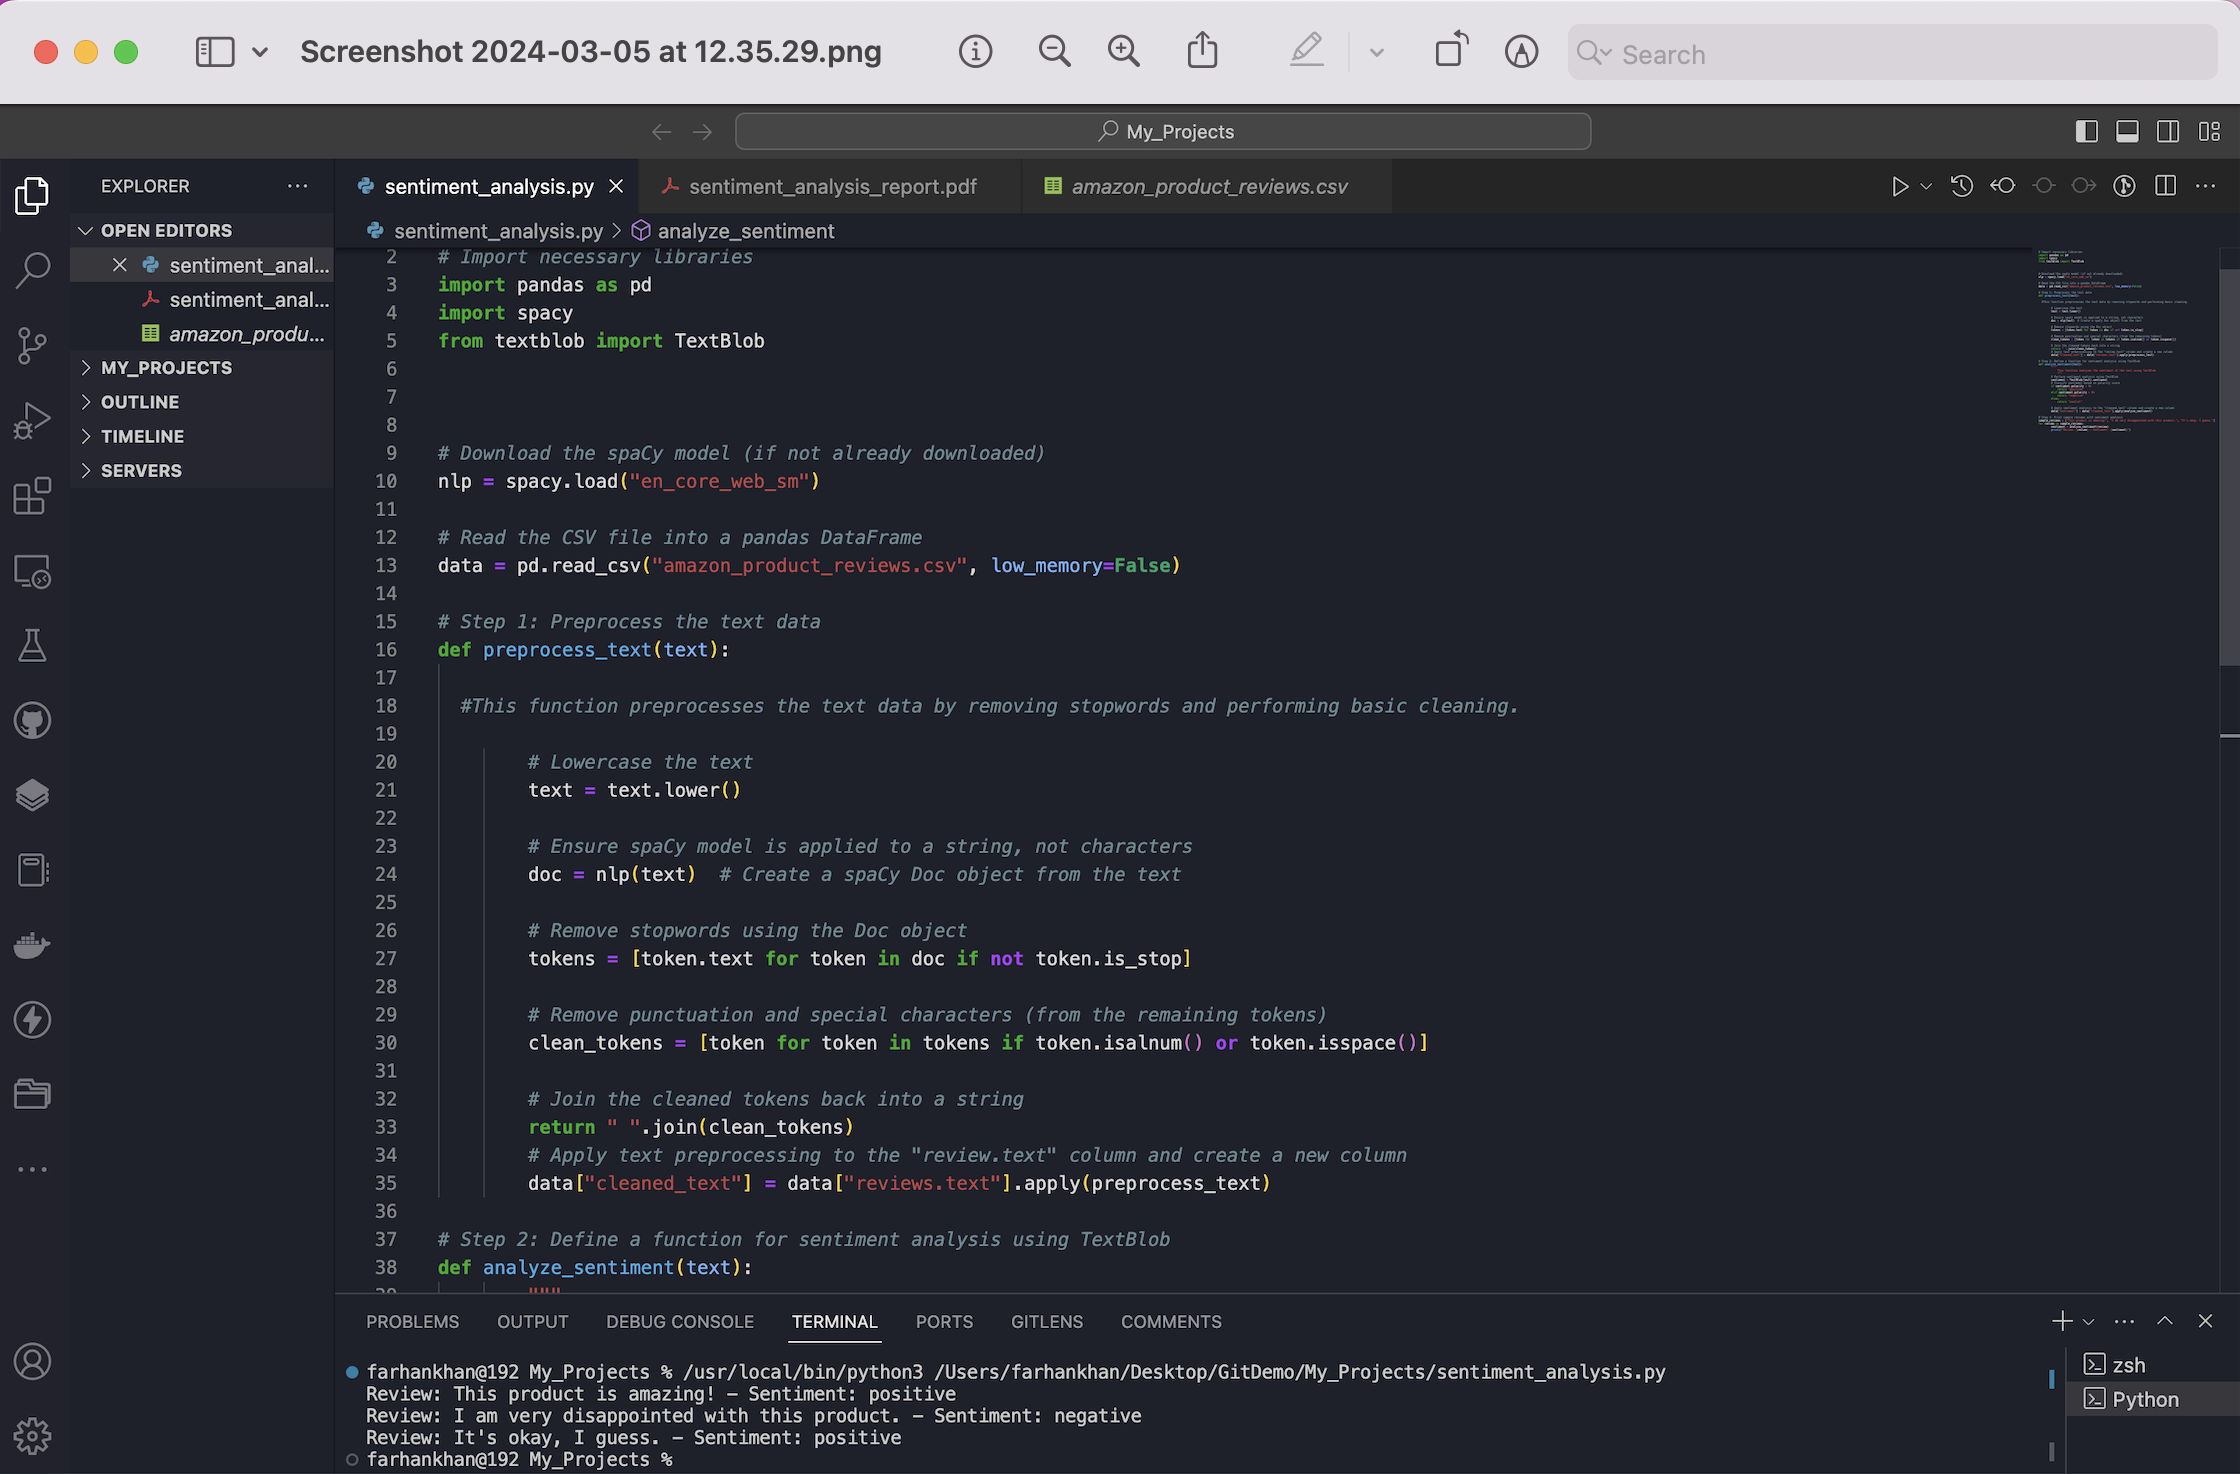 Screenshot 2024-03-05 at 12.35.29.png
Search
My_Projects
EXPLORER
sentiment_analysis.py
sentiment_analysis_report.pdf
amazon_product_reviews.csv
OPEN EDITORS
sentiment_anal...
sentiment_anal...
amazon_produ...
MY_PROJECTS
OUTLINE
TIMELINE
SERVERS
sentiment_analysis.py > analyze_sentiment
2 # Import necessary libraries
3 import pandas as pd
4 import spacy
5 from textblob import TextBlob
6
7
8
9 # Download the spaCy model (if not already downloaded)
10 nlp = spacy.load("en_core_web_sm")
11
12 # Read the CSV file into a pandas DataFrame
13 data = pd.read_csv("amazon_product_reviews.csv", low_memory=False)
14
15 # Step 1: Preprocess the text data
16 def preprocess_text(text):
17
18 #This function preprocesses the text data by removing stopwords and performing basic cleaning.
19
20 # Lowercase the text
21 text = text.lower()
22
23 # Ensure spaCy model is applied to a string, not characters
24 doc = nlp(text) # Create a spaCy Doc object from the text
25
26 # Remove stopwords using the Doc object
27 tokens = [token.text for token in doc if not token.is_stop]
28
29 # Remove punctuation and special characters (from the remaining tokens)
30 clean_tokens = [token for token in tokens if token.isalnum() or token.isspace()]
31
32 # Join the cleaned tokens back into a string
33 return " ".join(clean_tokens)
34 # Apply text preprocessing to the "review.text" column and create a new column
35 data["cleaned_text"] = data["reviews.text"].apply(preprocess_text)
36
37 # Step 2: Define a function for sentiment analysis using TextBlob
38 def analyze_sentiment(text):
39 """
PROBLEMS OUTPUT DEBUG CONSOLE TERMINAL PORTS GITLENS COMMENTS
farhankhan@192 My_Projects % /usr/local/bin/python3 /Users/farhankhan/Desktop/GitDemo/My_Projects/sentiment_analysis.py
Review: This product is amazing! – Sentiment: positive
Review: I am very disappointed with this product. – Sentiment: negative
Review: It's okay, I guess. – Sentiment: positive
farhankhan@192 My_Projects %
zsh
Python